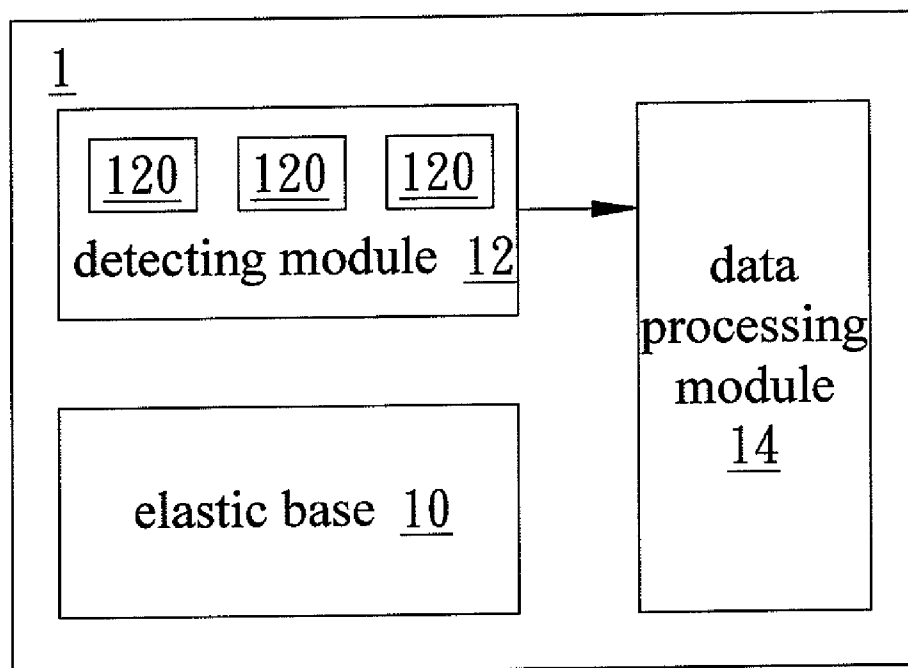 1
120 120 120
detecting module 12
data
processing
module
14
elastic base 10